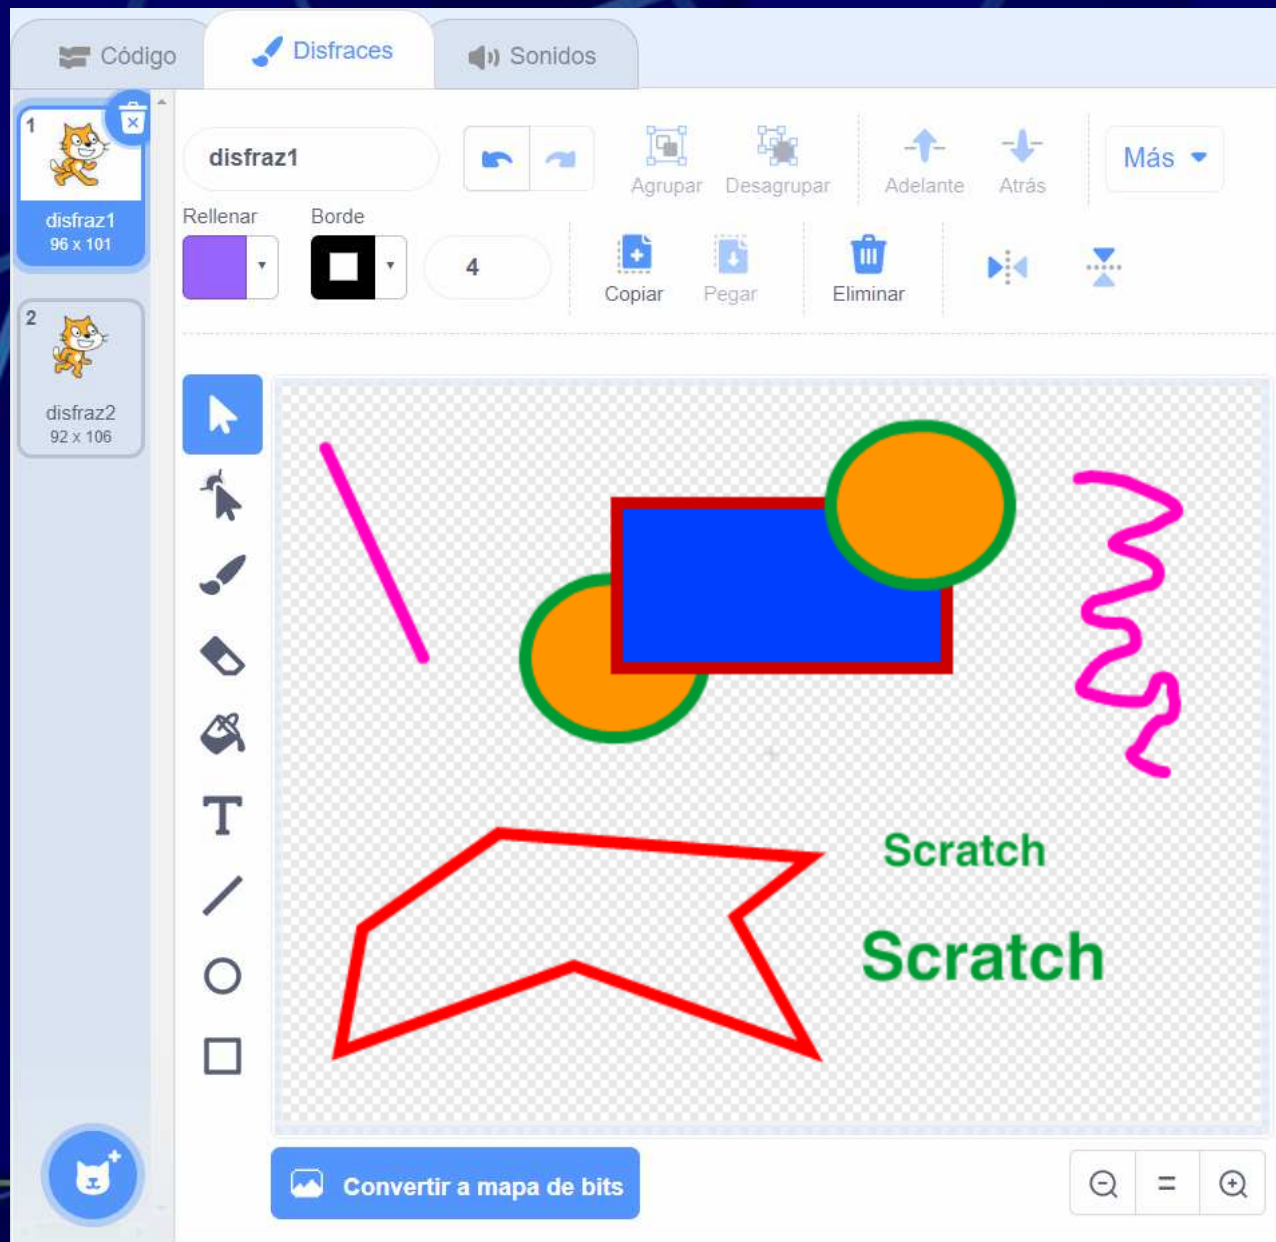 Código
Disfraces
Sonidos
1
disfraz1
96 x 101
2
disfraz2
92 x 106
disfraz1
Agrupar
Desagrupar
Adelante
Atrás
Más
Rellenar
Borde
4
Copiar
Pegar
Eliminar
Scratch
Scratch
Convertir a mapa de bits